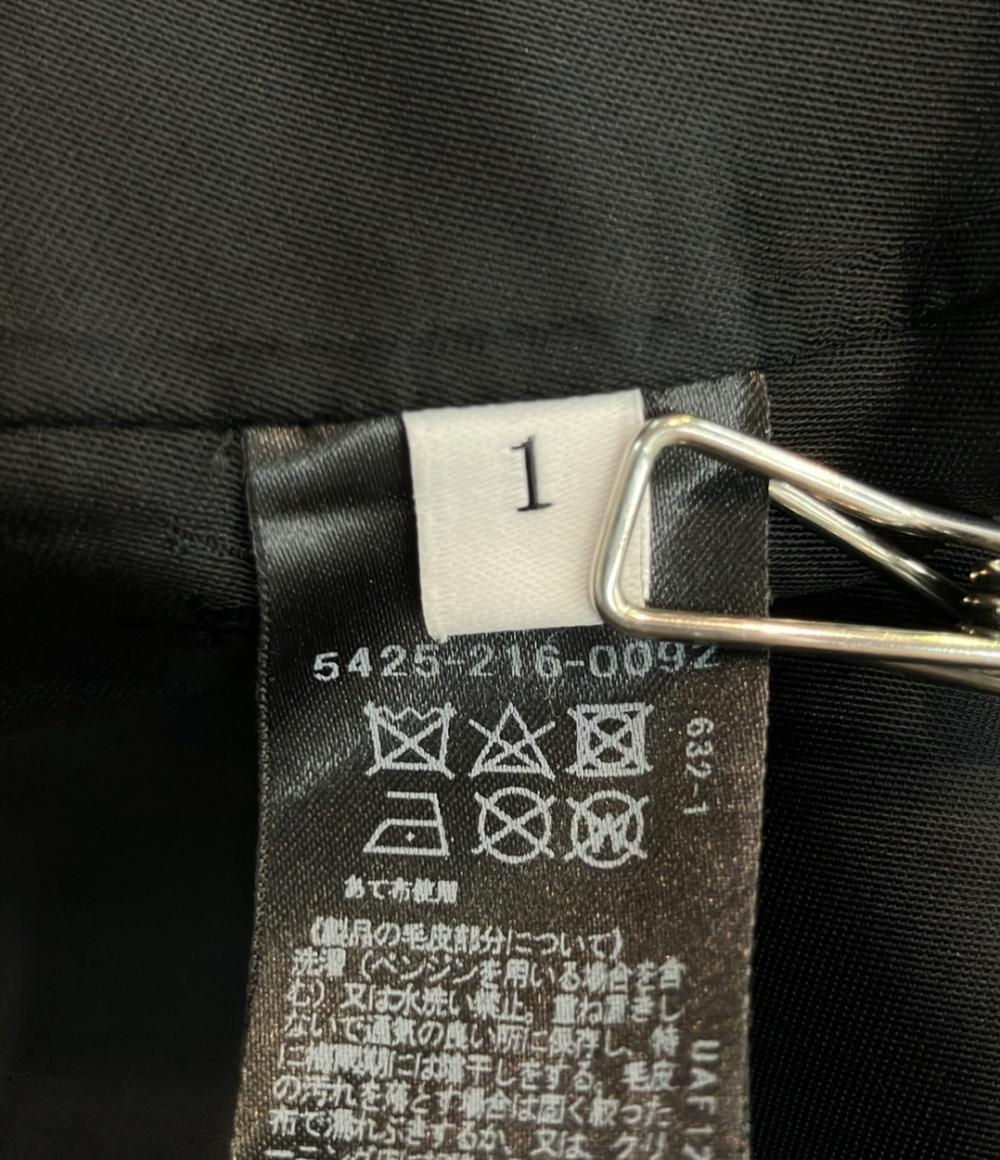 1
5425-216-0092
632-1
あて布使用
《製品の毛皮部分について》
洗濯(ベンジンを用いる場合を含
む)又は水洗い禁止。重ね置きし
ないで通気の良い所に保存し、特
に梅雨期には陰干しをする。毛皮
の汚れを落とす場合は固く絞った
布で濡れぶきするか、又は クリ
UAF12